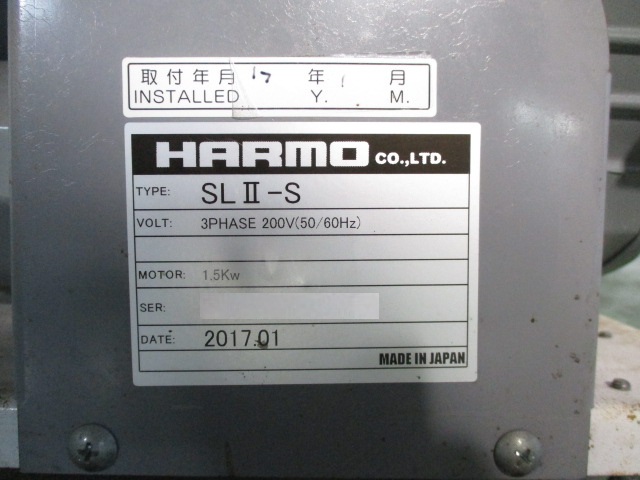 取付年月 17 年 1 月
INSTALLED Y. M.
HARMO CO.,LTD.
TYPE: SLⅡ-S
VOLT: 3PHASE 200V(50/60Hz)
MOTOR: 1.5Kw
SER:
DATE: 2017.01
MADE IN JAPAN